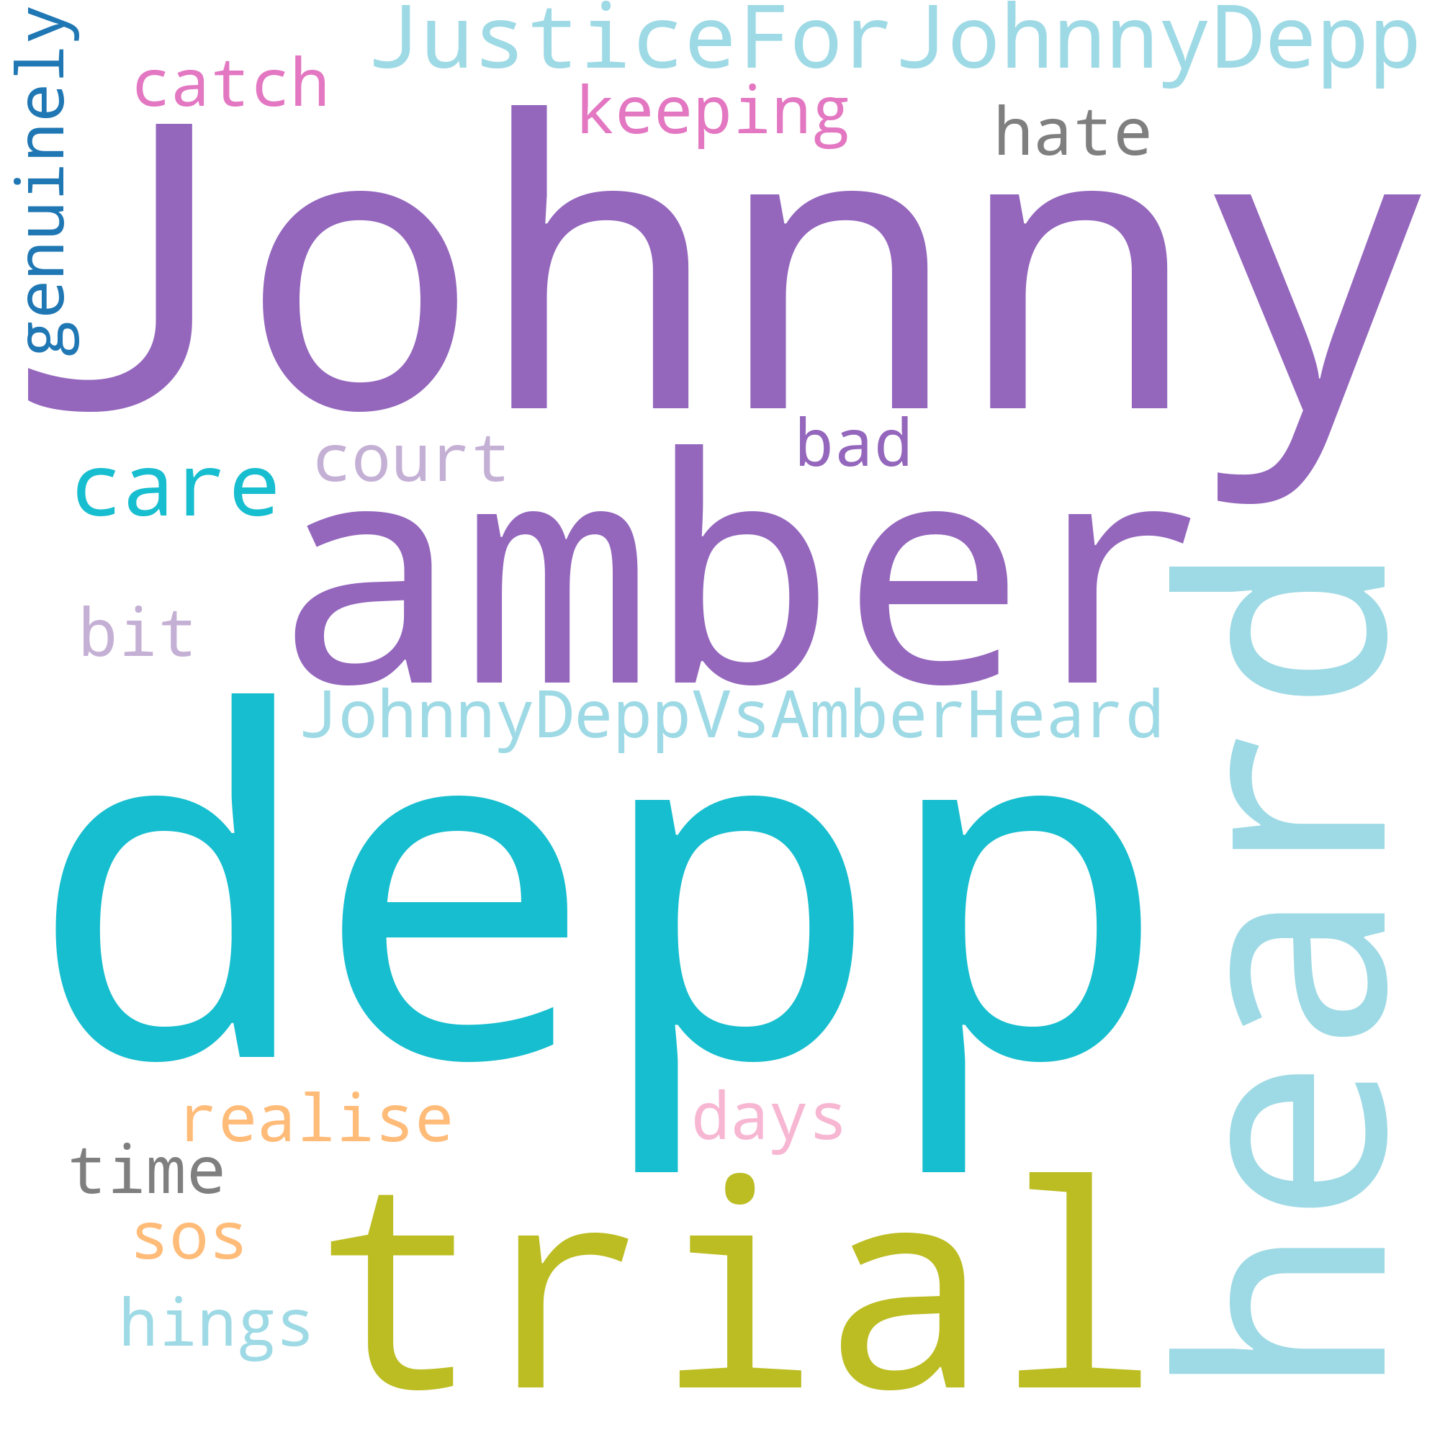 genuinely
JusticeForJohnnyDepp
catch
keeping
hate
Johnny
bad
court
care
amber
bit
JohnnyDeppVsAmberHeard
heard
depp
realise
days
time
sos
trial
hings